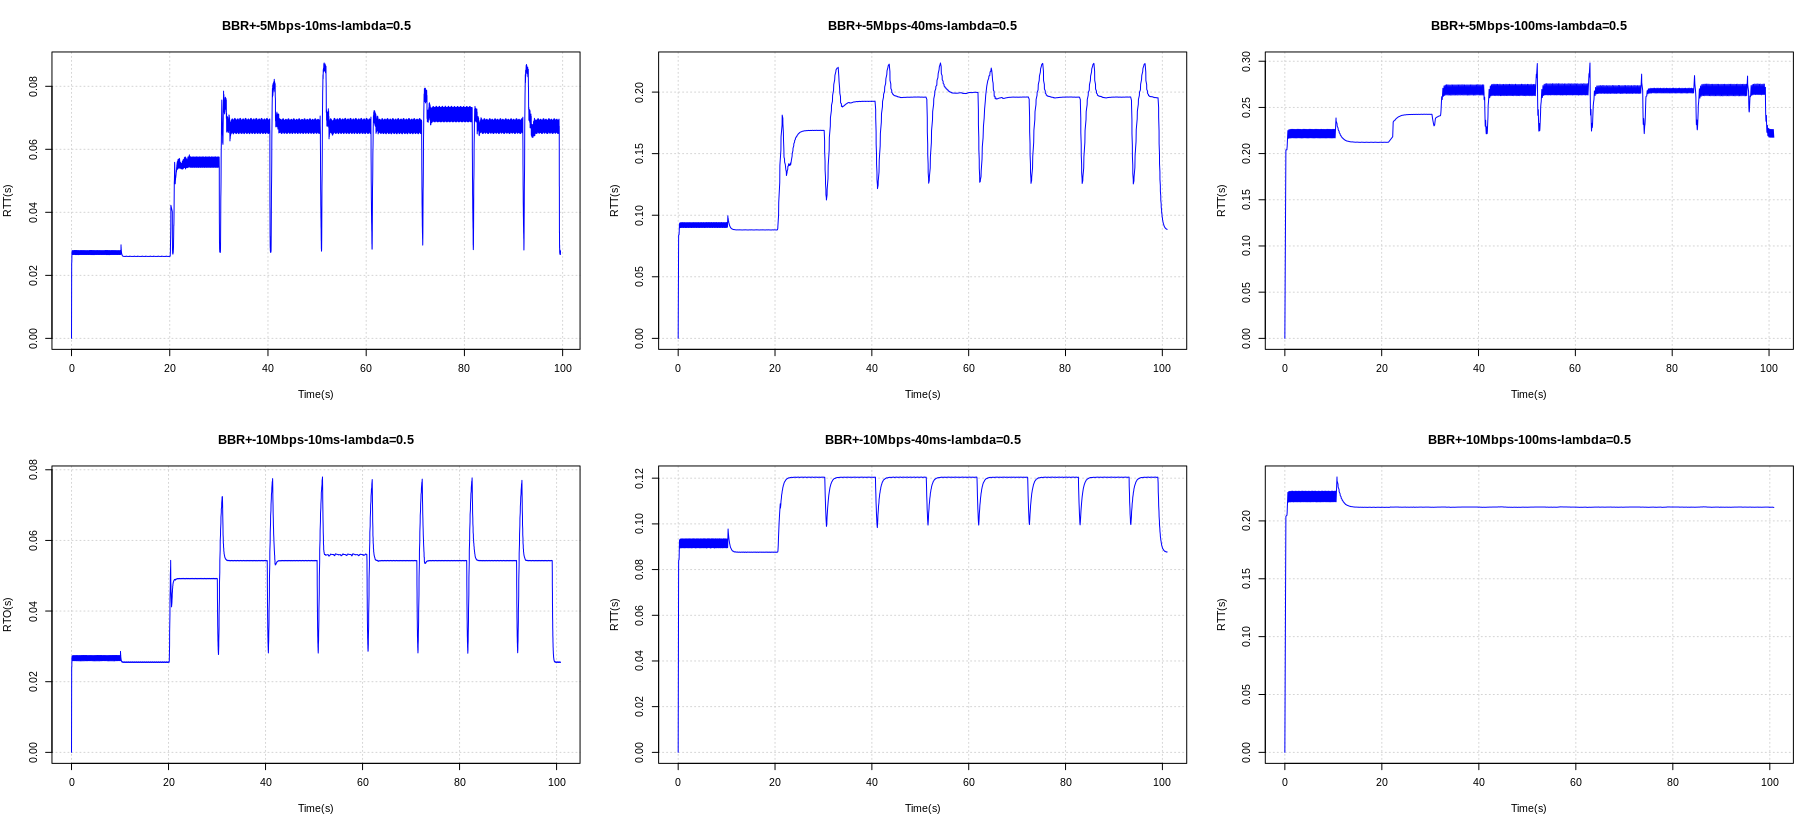 BBR+-5Mbps-10ms-lambda=0.5
RTT(s)
0.00 0.02 0.04 0.06 0.08
0 20 40 60 80 100
Time(s)
BBR+-5Mbps-40ms-lambda=0.5
RTT(s)
0.00 0.05 0.10 0.15 0.20
0 20 40 60 80 100
Time(s)
BBR+-5Mbps-100ms-lambda=0.5
RTT(s)
0.00 0.05 0.10 0.15 0.20 0.25 0.30
0 20 40 60 80 100
Time(s)
BBR+-10Mbps-10ms-lambda=0.5
RTO(s)
0.00 0.02 0.04 0.06 0.08
0 20 40 60 80 100
Time(s)
BBR+-10Mbps-40ms-lambda=0.5
RTT(s)
0.00 0.02 0.04 0.06 0.08 0.10 0.12
0 20 40 60 80 100
Time(s)
BBR+-10Mbps-100ms-lambda=0.5
RTT(s)
0.00 0.05 0.10 0.15 0.20
0 20 40 60 80 100
Time(s)